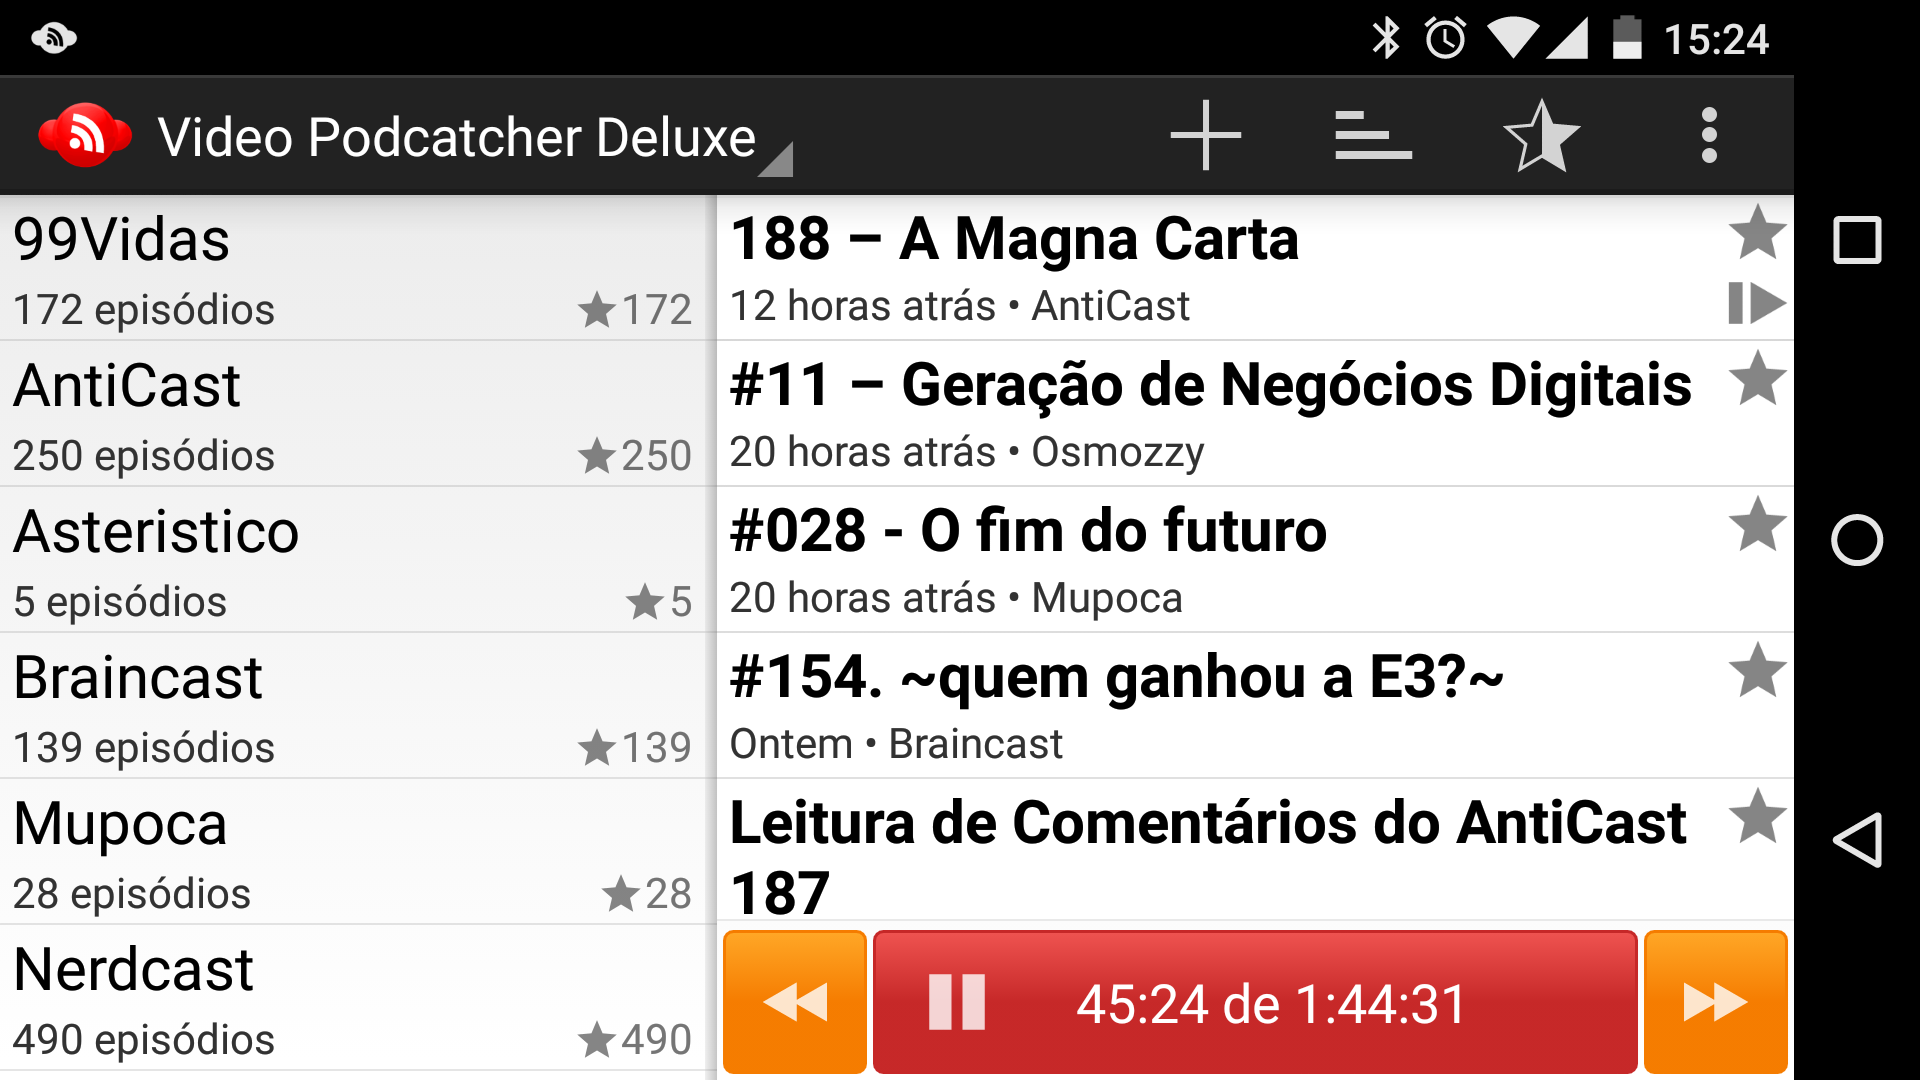 15:24
Video Podcatcher Deluxe
99Vidas
172 episódios ★172
AntiCast
250 episódios ★250
Asteristico
5 episódios ★5
Braincast
139 episódios ★139
Mupoca
28 episódios ★28
Nerdcast
490 episódios ★490
188 – A Magna Carta
12 horas atrás • AntiCast
#11 – Geração de Negócios Digitais
20 horas atrás • Osmozzy
#028 - O fim do futuro
20 horas atrás • Mupoca
#154. ~quem ganhou a E3?~
Ontem • Braincast
Leitura de Comentários do AntiCast
187
45:24 de 1:44:31